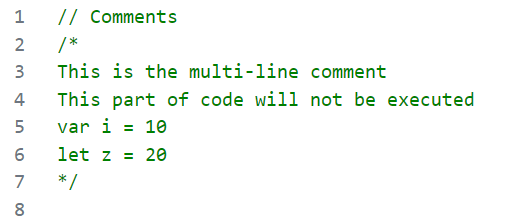 1 // Comments
2 /*
3 This is the multi-line comment
4 This part of code will not be executed
5 var i = 10
6 let z = 20
7 */
8